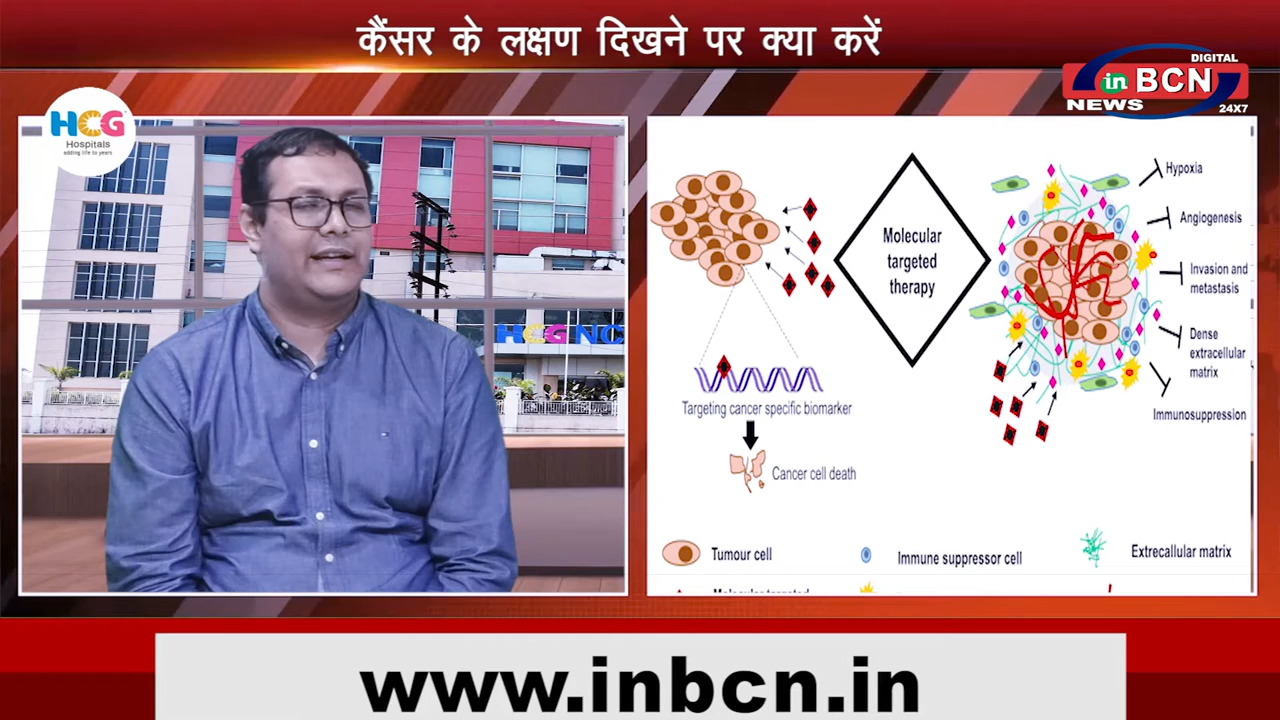 कैंसर के लक्षण दिखने पर क्या करें
DIGITAL
in BCN
NEWS
24X7
HCG
Hospitals
adding life to years
HCG NC
Molecular
targeted
therapy
Hypoxia
Angiogenesis
Invasion and
metastasis
Dense
extracellular
matrix
Immunosuppression
Targeting cancer specific biomarker
Cancer cell death
Tumour cell
Immune suppressor cell
Extrecallular matrix
www.inbcn.in